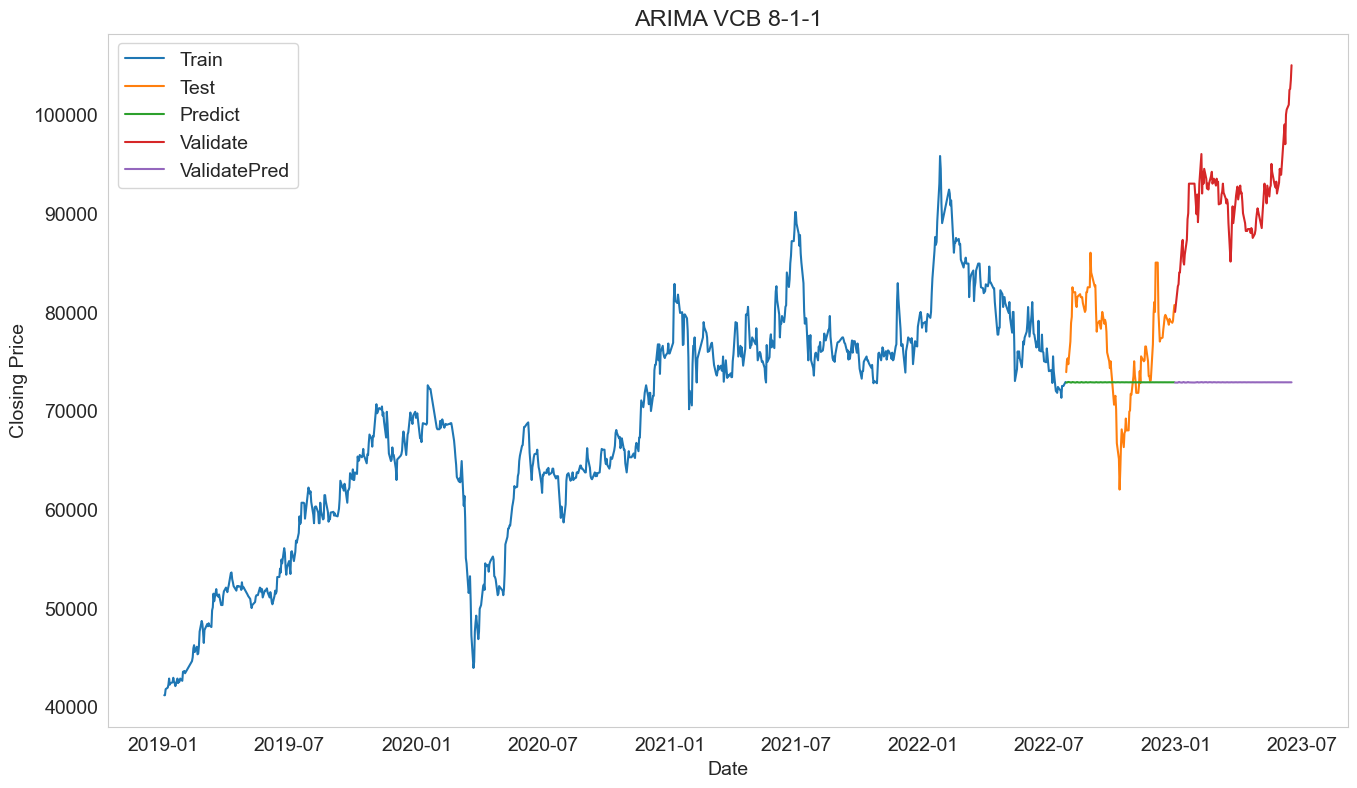 ARIMA VCB 8-1-1
Train
Test
Predict
Validate
ValidatePred
Closing Price
100000
90000
80000
70000
60000
50000
40000
2019-01 2019-07 2020-01 2020-07 2021-01 2021-07 2022-01 2022-07 2023-01 2023-07
Date